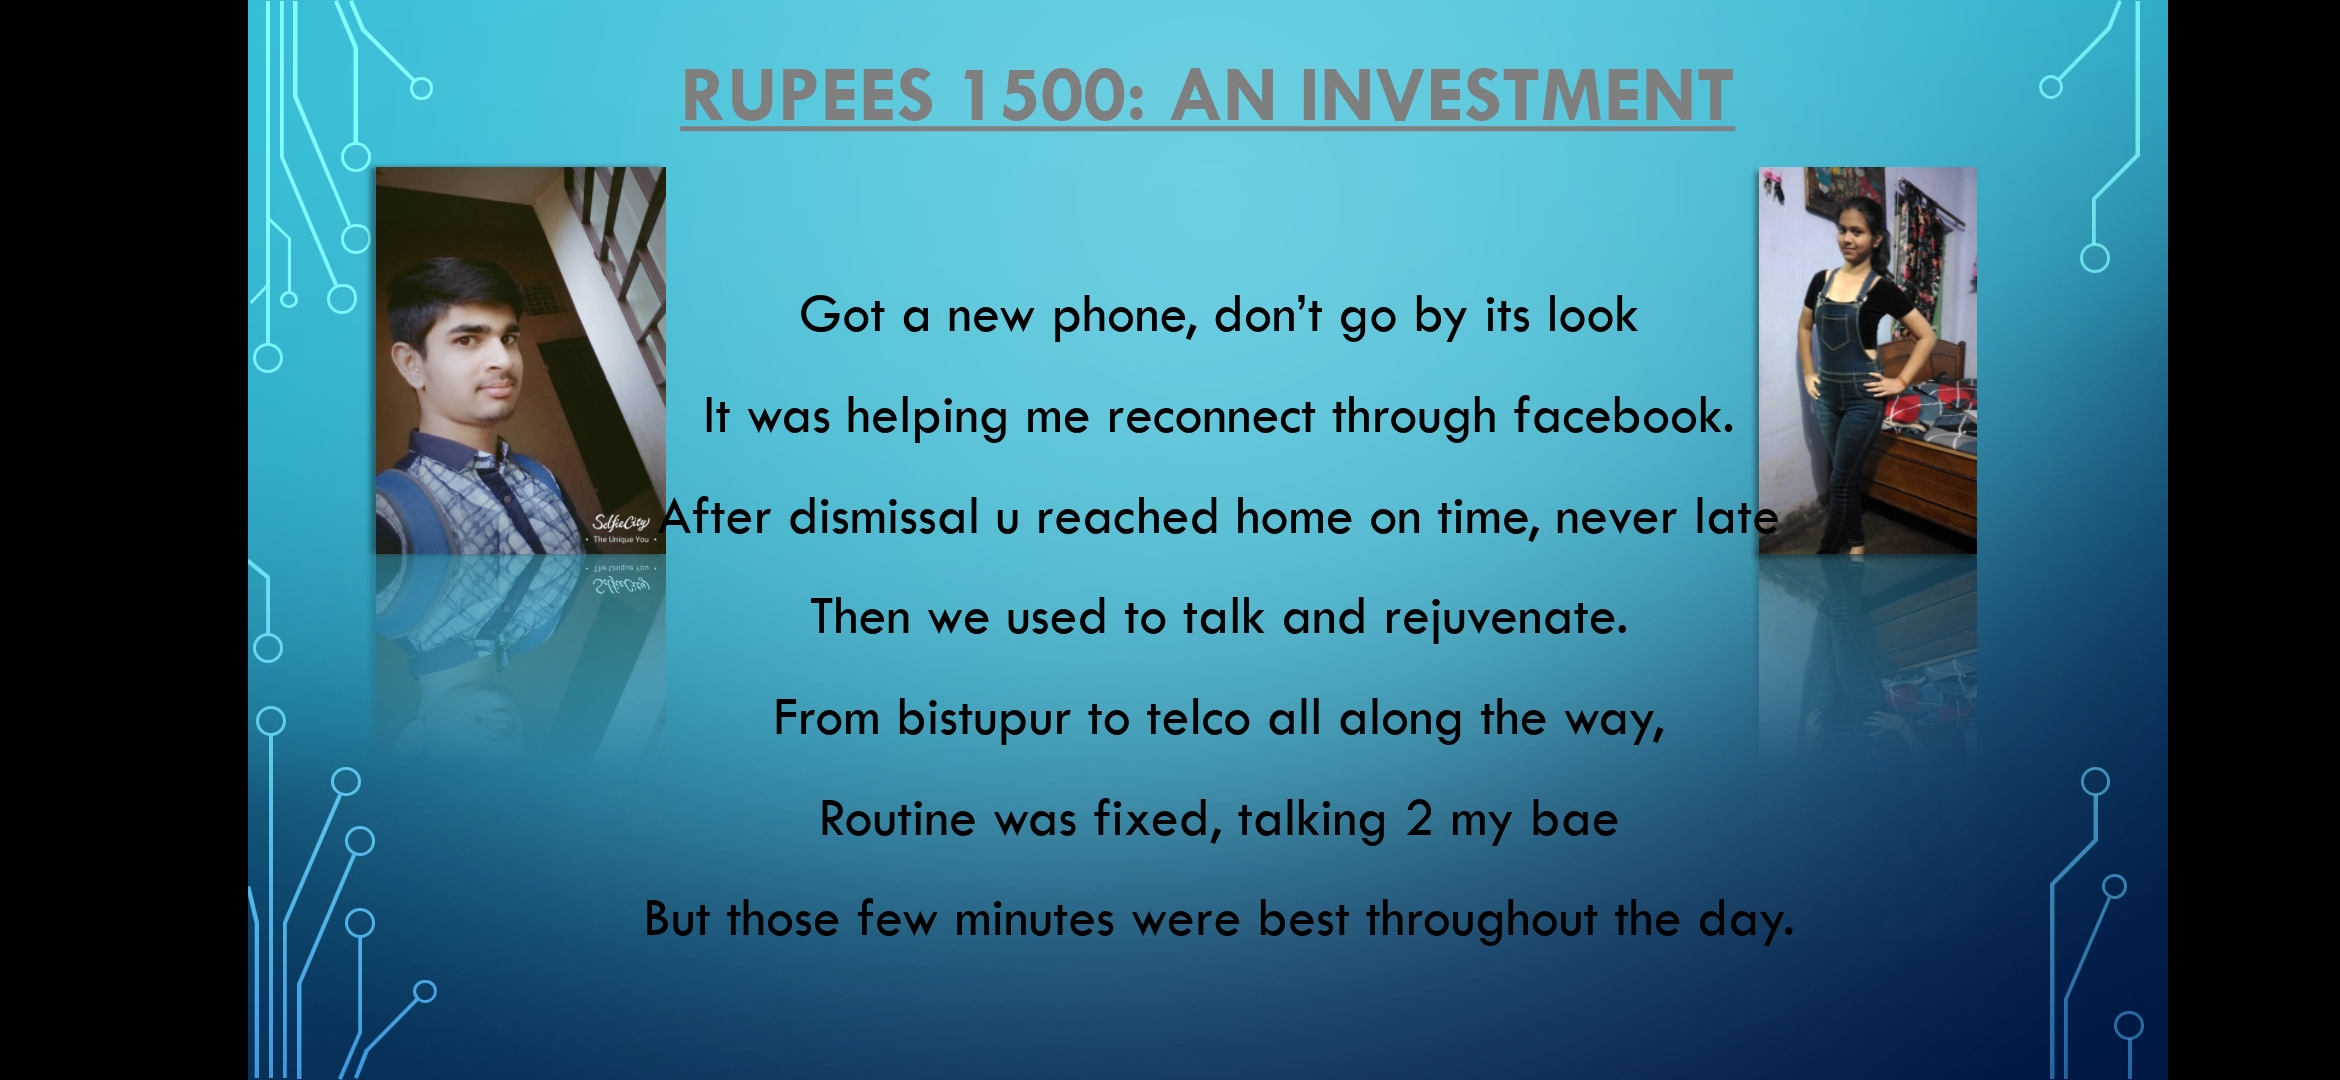 RUPEES 1500: AN INVESTMENT
Got a new phone, don’t go by its look
It was helping me reconnect through facebook.
After dismissal u reached home on time, never late
Then we used to talk and rejuvenate.
From bistupur to telco all along the way,
Routine was fixed, talking 2 my bae
But those few minutes were best throughout the day.
SelfieCity
• The Unique You •